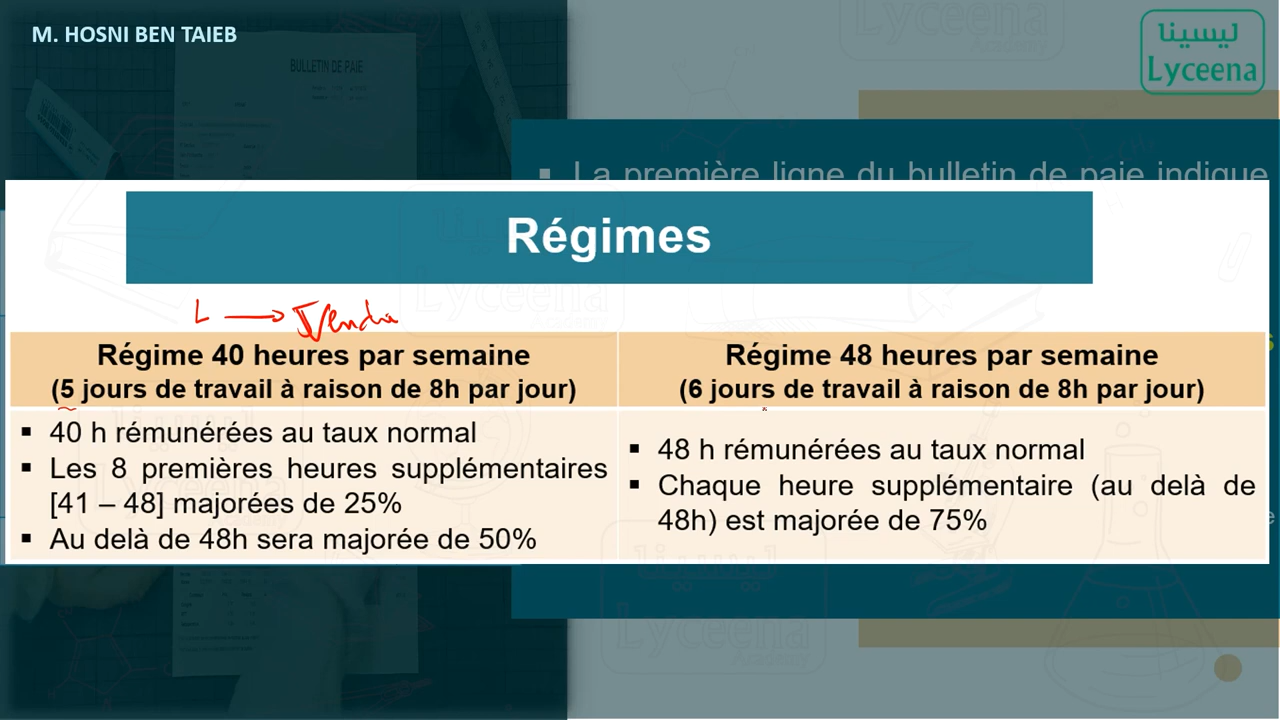 M. HOSNI BEN TAIEB
ليسينا
Lyceena
BULLETIN DE PAIE
▪ La première ligne du bulletin de paie indique
Régimes
L → Vendr
Régime 40 heures par semaine
(5 jours de travail à raison de 8h par jour)
▪ 40 h rémunérées au taux normal
▪ Les 8 premières heures supplémentaires
[41 – 48] majorées de 25%
▪ Au delà de 48h sera majorée de 50%
Régime 48 heures par semaine
(6 jours de travail à raison de 8h par jour)
▪ 48 h rémunérées au taux normal
▪ Chaque heure supplémentaire (au delà de
48h) est majorée de 75%